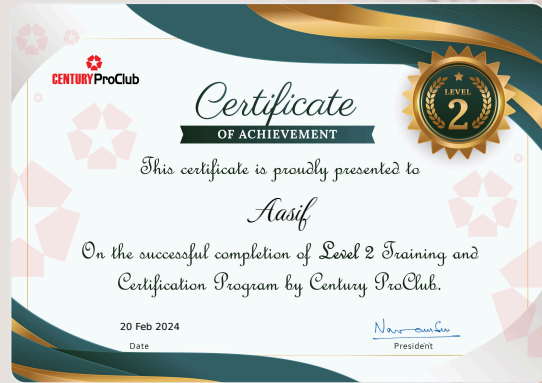 CENTURY ProClub
LEVEL
2
Certificate
OF ACHIEVEMENT
This certificate is proudly presented to
Aasif
On the successful completion of Level 2 Training and
Certification Program by Century ProClub.
20 Feb 2024
Date
President